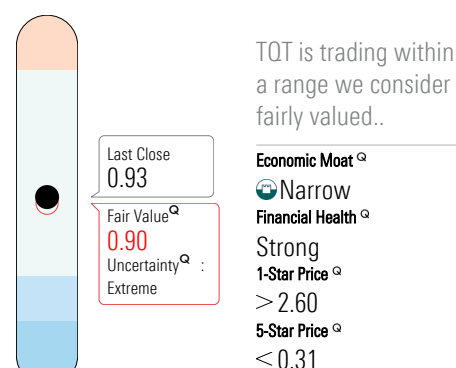 TQT is trading within
a range we consider
fairly valued..
Last Close
0.93
Fair Value Q
0.90
Uncertainty Q :
Extreme
Economic Moat Q
Narrow
Financial Health Q
Strong
1-Star Price Q
> 2.60
5-Star Price Q
< 0.31